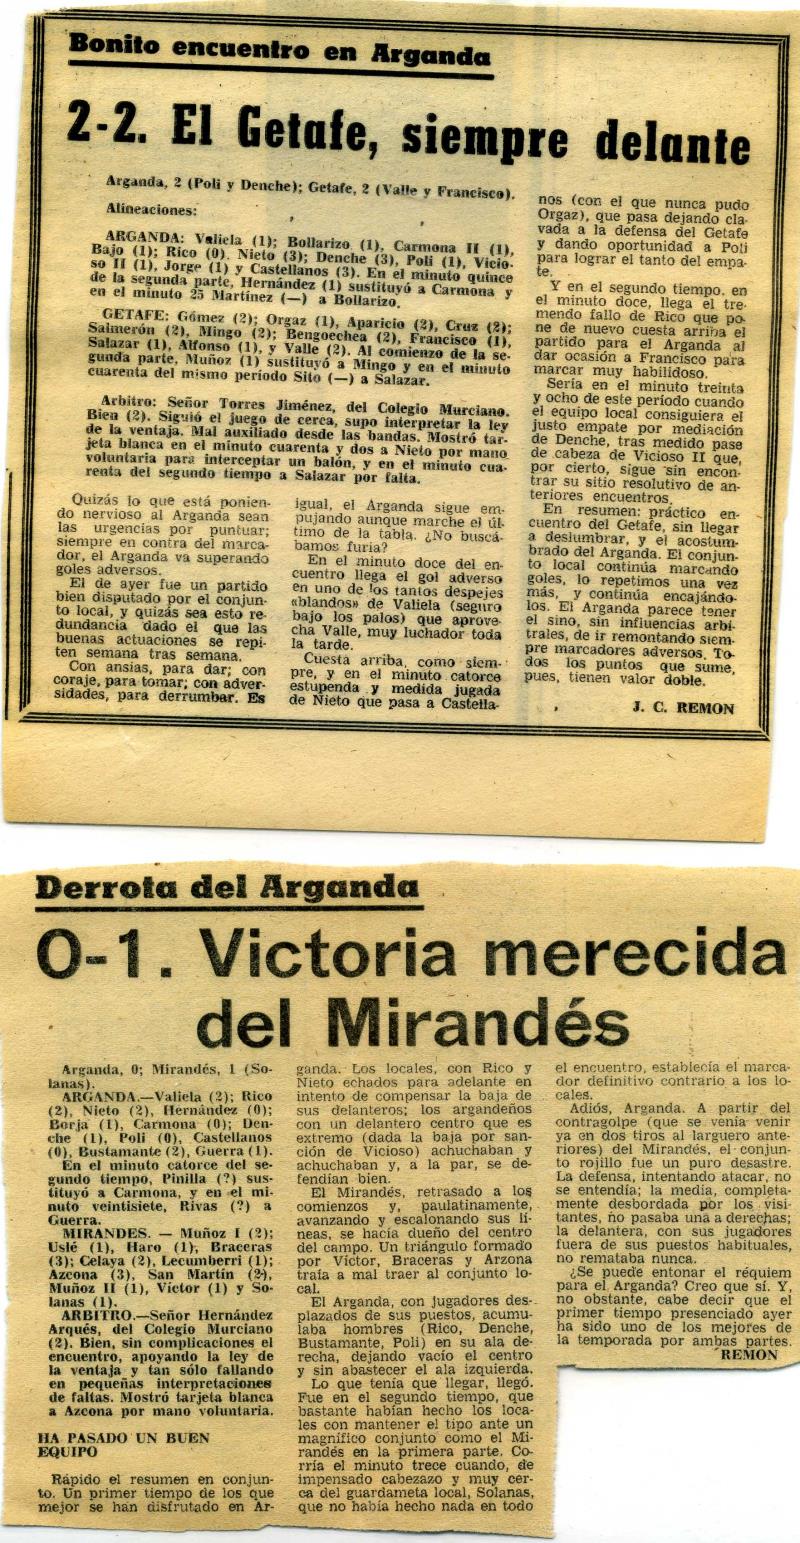 Bonito encuentro en Arganda
2-2. El Getafe, siempre delante
Arganda, 2 (Poli y Denche); Getafe, 2 (Valle y Francisco).
Alineaciones:
ARGANDA: Valiela (1); Bollarizo (1), Carmona II (1),
Bajo (1); Rico (0). Nieto (3); Denche (3), Poli (1), Vicio-
so II (1), Jorge (1) y Castellanos (3). En el minuto quince
de la segunda parte, Hernández (1) sustituyó a Carmona y
en el minuto 25 Martínez (—) a Bollarizo.
GETAFE: Gómez (2); Orgaz (1), Aparicio (2), Cruz (2);
Salmerón (2), Mingo (2); Bengoechea (2), Francisco (1),
Salazar (1), Alfonso (1), y Valle (2). Al comienzo de la se-
gunda parte, Muñoz (1) sustituyó a Mingo y en el minuto
cuarenta del mismo período Sito (—) a Salazar.
Arbitro: Señor Torres Jiménez, del Colegio Murciano.
Bien (2). Siguió el juego de cerca, supo interpretar la ley
de la ventaja. Mal auxiliado desde las bandas. Mostró tar-
jeta blanca en el minuto cuarenta y dos a Nieto por mano
voluntaria para interceptar un balón, y en el minuto cua-
renta del segundo tiempo a Salazar por falta.
Quizás lo que está ponien-
do nervioso al Arganda sean
las urgencias por puntuar;
siempre en contra del marca-
dor, el Arganda va superando
goles adversos.
El de ayer fue un partido
bien disputado por el conjun-
to local, y quizás sea esto re-
dundancia dado el que las
buenas actuaciones se repi-
ten semana tras semana.
Con ansias, para dar; con
coraje, para tomar; con adver-
sidades, para derrumbar. Es
igual, el Arganda sigue em-
pujando aunque marche el úl-
timo de la tabla. ¿No buscá-
bamos furia?
En el minuto doce del en-
cuentro llega el gol adverso
en uno de los tantos despejes
«blandos» de Valiela (seguro
bajo los palos) que aprove-
cha Valle, muy luchador toda
la tarde.
Cuesta arriba, como siem-
pre, y en el minuto catorce
estupenda y medida jugada
de Nieto que pasa a Castella-
nos (con el que nunca pudo
Orgaz), que pasa dejando cla-
vada a la defensa del Getafe
y dando oportunidad a Poli
para lograr el tanto del empa-
te.
Y en el segundo tiempo, en
el minuto doce, llega el tre-
mendo fallo de Rico que po-
ne de nuevo cuesta arriba el
partido para el Arganda al
dar ocasión a Francisco para
marcar muy habilidoso.
Sería en el minuto treinta
y ocho de este período cuando
el equipo local consiguiera el
justo empate por mediación
de Denche, tras medido pase
de cabeza de Vicioso II que,
por cierto, sigue sin encon-
trar su sitio resolutivo de an-
teriores encuentros.
En resumen: práctico en-
cuentro del Getafe, sin llegar
a deslumbrar, y el acostum-
brado del Arganda. El conjun-
to local continúa marcando
goles, lo repetimos una vez
más, y continúa encajándo-
los. El Arganda parece tener
el sino, sin influencias arbi-
trales, de ir remontando siem-
pre marcadores adversos. To-
dos los puntos que sume,
pues, tienen valor doble.
J. C. REMON
Derrota del Arganda
0-1. Victoria merecida
del Mirandés
Arganda, 0; Mirandés, 1 (So-
lanas).
ARGANDA.—Valiela (2); Rico
(2), Nieto (2), Hernández (0);
Borja (1), Carmona (0); Den-
che (1), Poli (0), Castellanos
(0), Bustamante (2), Guerra (1).
En el minuto catorce del se-
gundo tiempo, Pinilla (?) sus-
tituyó a Carmona, y en el mi-
nuto veintisiete, Rivas (?) a
Guerra.
MIRANDES. — Muñoz I (2);
Uslé (1), Haro (1), Braceras
(3); Celaya (2), Lecumberri (1);
Azcona (3), San Martín (2),
Muñoz II (1), Víctor (1) y So-
lanas (1).
ARBITRO.—Señor Hernández
Arqués, del Colegio Murciano
(2). Bien, sin complicaciones el
encuentro, apoyando la ley de
la ventaja y tan sólo fallando
en pequeñas interpretaciones
de faltas. Mostró tarjeta blanca
a Azcona por mano voluntaria.
HA PASADO UN BUEN
EQUIPO
Rápido el resumen en conjun-
to. Un primer tiempo de los que
mejor se han disfrutado en Ar-
ganda. Los locales, con Rico y
Nieto echados para adelante en
intento de compensar la baja de
sus delanteros; los argandeños
con un delantero centro que es
extremo (dada la baja por san-
ción de Vicioso) achuchaban y
achuchaban y, a la par, se de-
fendían bien.
El Mirandés, retrasado a los
comienzos y, paulatinamente,
avanzando y escalonando sus lí-
neas, se hacía dueño del centro
del campo. Un triángulo formado
por Víctor, Braceras y Arzona
traía a mal traer al conjunto lo-
cal.
El Arganda, con jugadores des-
plazados de sus puestos, acumu-
laba hombres (Rico, Denche,
Bustamante, Poli) en su ala de-
recha, dejando vacío el centro
y sin abastecer el ala izquierda.
Lo que tenía que llegar, llegó.
Fue en el segundo tiempo, que
bastante habían hecho los loca-
les con mantener el tipo ante un
magnífico conjunto como el Mi-
randés en la primera parte. Co-
rría el minuto trece cuando, de
impensado cabezazo y muy cer-
ca del guardameta local, Solanas,
que no había hecho nada en todo
el encuentro, establecía el marca-
dor definitivo contrario a los lo-
cales.
Adiós, Arganda. A partir del
contragolpe (que se venía venir
ya en dos tiros al larguero ante-
riores) del Mirandés, el conjun-
to rojillo fue un puro desastre.
La defensa, intentando atacar, no
se entendía; la media, completa-
mente desbordada por los visi-
tantes, no pasaba una a derechas;
la delantera, con sus jugadores
fuera de sus puestos habituales,
no remataba nunca.
¿Se puede entonar el réquiem
para el Arganda? Creo que sí. Y,
no obstante, cabe decir que el
primer tiempo presenciado ayer
ha sido uno de los mejores de
la temporada por ambas partes.
REMON